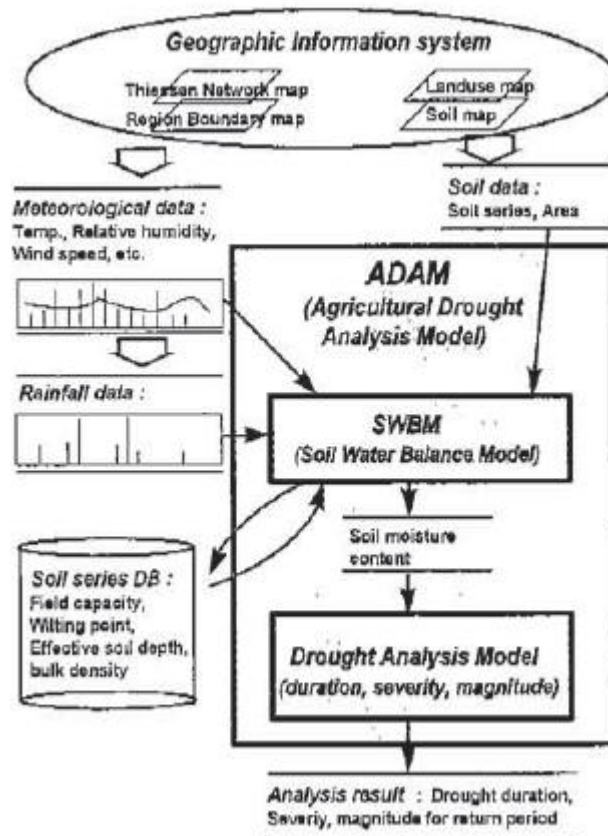 Geographic Information system
Thiessen Network map
Region Boundary map
Landuse map
Soil map
Meteorological data :
Temp., Relative humidity,
Wind speed, etc.
Soil data :
Soil series, Area
ADAM
(Agricultural Drought
Analysis Model)
Rainfall data :
SWBM
(Soil Water Balance Model)
Soil moisture
content
Soil series DB :
Field capacity,
Wilting point,
Effective soil depth,
bulk density
Drought Analysis Model
(duration, severity, magnitude)
Analysis result : Drought duration,
Severiy, magnitude for return period